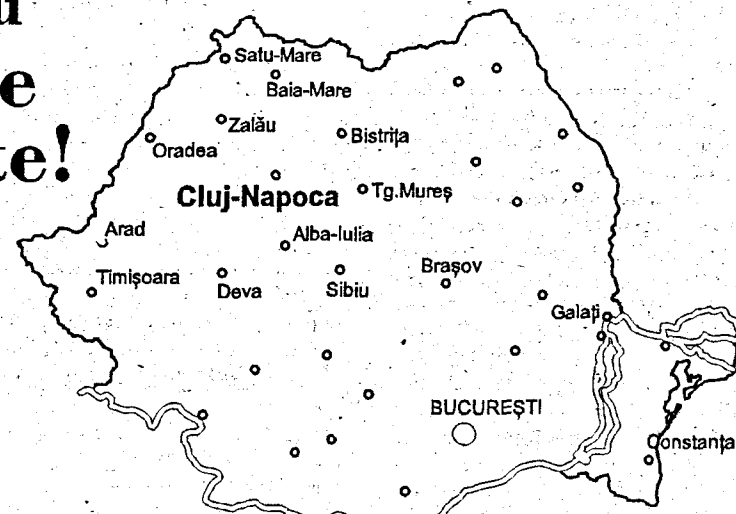 u
e
te!
Satu-Mare
Baia-Mare
Zalău
Bistrița
Oradea
Cluj-Napoca
Tg.Mureș
Arad
Alba-Iulia
Timișoara
Deva
Sibiu
Brașov
Galați
BUCUREȘTI
Constanța